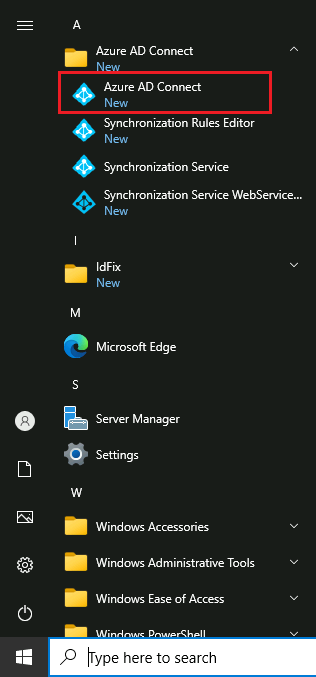 A
Azure AD Connect
New
Azure AD Connect
New
Synchronization Rules Editor
New
Synchronization Service
Synchronization Service WebService...
New
I
IdFix
New
M
Microsoft Edge
S
Server Manager
Settings
W
Windows Accessories
Windows Administrative Tools
Windows Ease of Access
Windows PowerShell
Type here to search